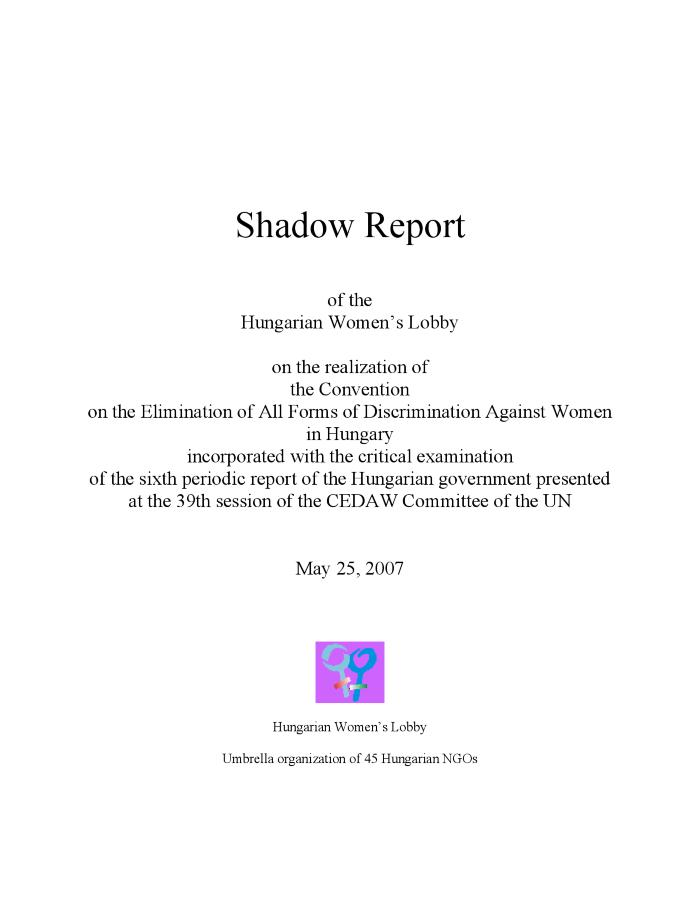 Shadow Report
of the
Hungarian Women's Lobby
on the realization of
the Convention
on the Elimination of All Forms of Discrimination Against Women
in Hungary
incorporated with the critical examination
of the sixth periodic report of the Hungarian government presented
at the 39th session of the CEDAW Committee of the UN
May 25, 2007
Hungarian Women's Lobby
Umbrella organization of 45 Hungarian NGOs